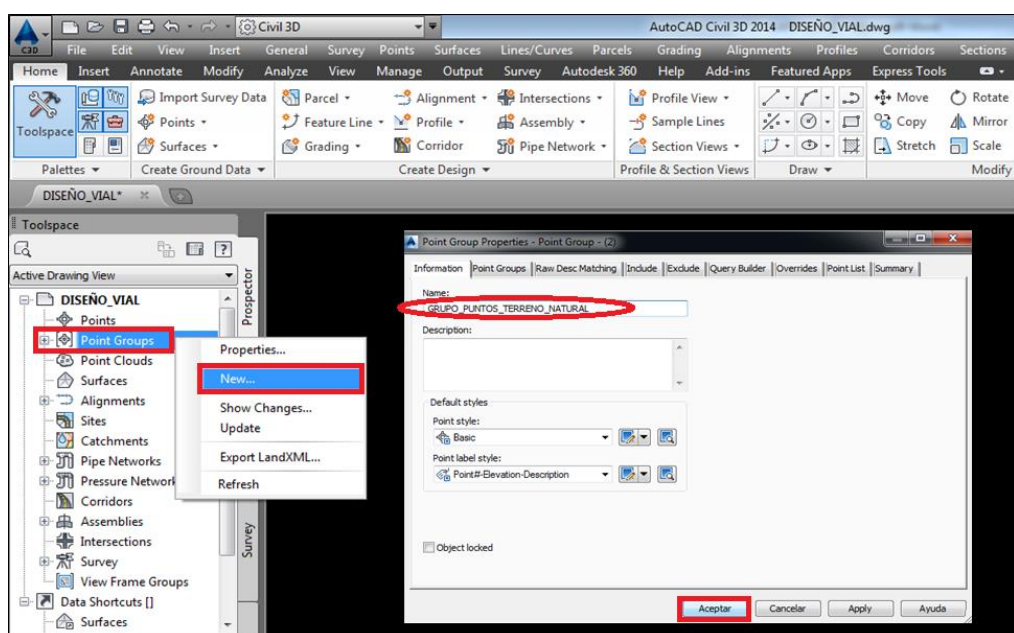 Civil 3D
AutoCAD Civil 3D 2014 DISEÑO_VIAL.dwg
C3D File Edit View Insert General Survey Points Surfaces Lines/Curves Parcels Grading Alignments Profiles Corridors Sections
Home Insert Annotate Modify Analyze View Manage Output Survey Autodesk 360 Help Add-ins Featured Apps Express Tools
Import Survey Data Parcel Alignment Intersections Profile View Move Rotate
Toolspace Points Feature Line Profile Assembly Sample Lines Copy Mirror
Surfaces Grading Corridor Pipe Network Section Views Stretch Scale
Palettes Create Ground Data Create Design Profile & Section Views Draw Modify
DISEÑO_VIAL*
Toolspace
Active Drawing View
DISEÑO_VIAL
Points
Point Groups
Point Clouds
Surfaces
Alignments
Sites
Catchments
Pipe Networks
Pressure Network
Corridors
Assemblies
Intersections
Survey
View Frame Groups
Data Shortcuts []
Surfaces
Prospector
Survey
Properties...
New...
Show Changes...
Update
Export LandXML...
Refresh
Point Group Properties - Point Group - (2)
Information Point Groups Raw Desc Matching Include Exclude Query Builder Overrides Point List Summary
Name:
GRUPO_PUNTOS_TERRENO_NATURAL
Description:
Default styles
Point style:
Basic
Point label style:
Point#-Elevation-Description
Object locked
Aceptar Cancelar Apply Ayuda